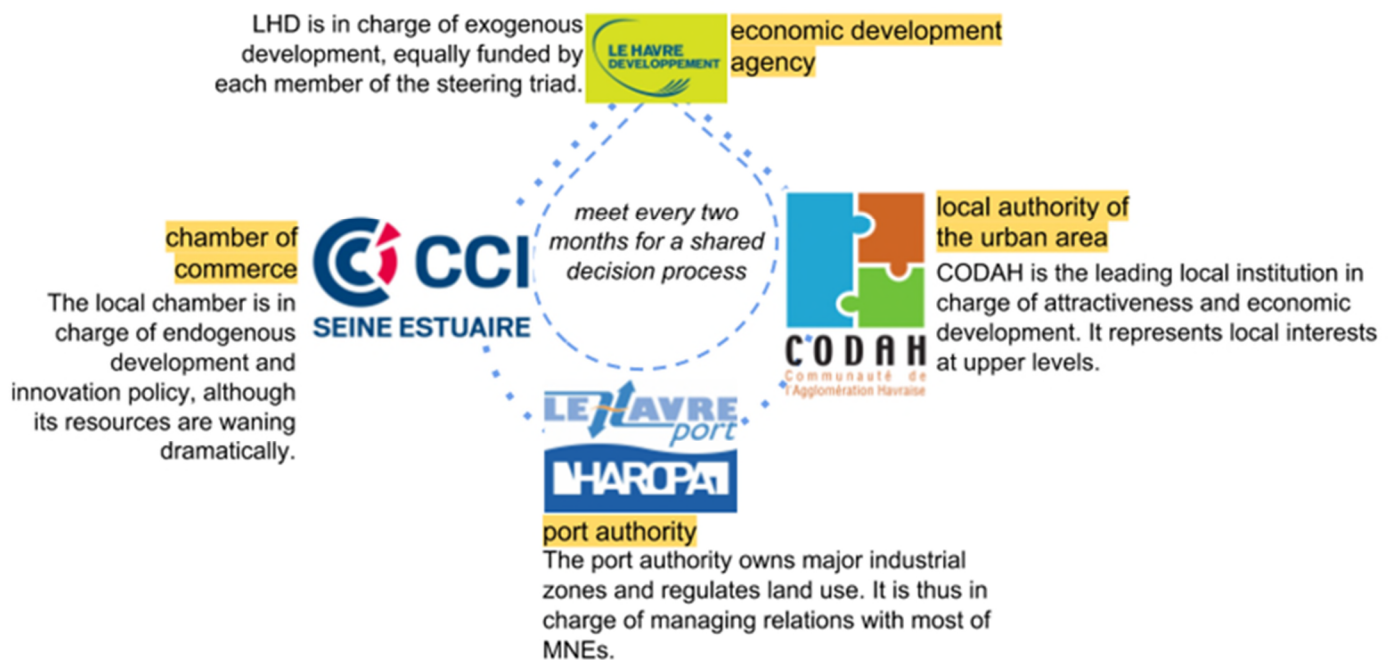 LHD is in charge of exogenous
development, equally funded by
each member of the steering triad.
LE HAVRE
DEVELOPPEMENT
economic development
agency
meet every two
months for a shared
decision process
chamber of
commerce
The local chamber is in
charge of endogenous
development and
innovation policy, although
its resources are waning
dramatically.
CCI
SEINE ESTUAIRE
CODAH
Communauté de
l'Agglomération Havraise
local authority of
the urban area
CODAH is the leading local institution in
charge of attractiveness and economic
development. It represents local interests
at upper levels.
LE HAVRE
port
HAROPA
port authority
The port authority owns major industrial
zones and regulates land use. It is thus in
charge of managing relations with most of
MNEs.